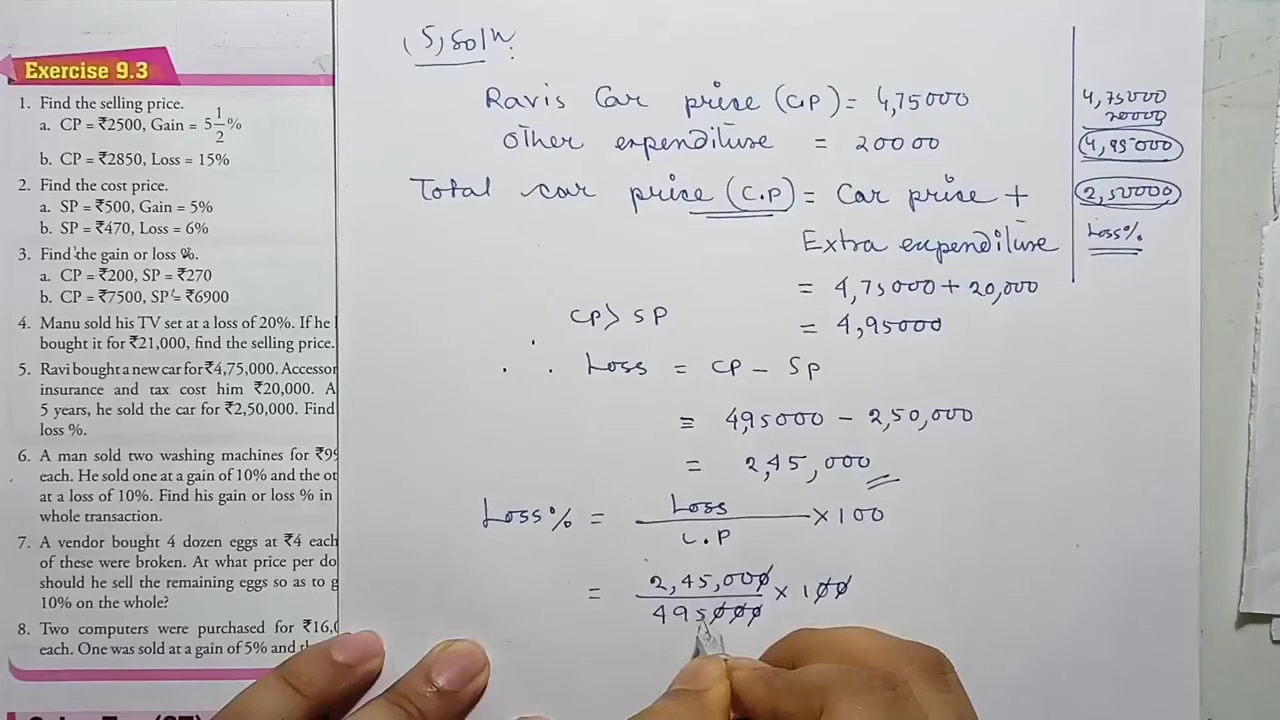 Exercise 9.3
1. Find the selling price.
a. CP = ₹2500, Gain = 5 1/2 %
b. CP = ₹2850, Loss = 15%
2. Find the cost price.
a. SP = ₹500, Gain = 5%
b. SP = ₹470, Loss = 6%
3. Find the gain or loss %.
a. CP = ₹200, SP = ₹270
b. CP = ₹7500, SP = ₹6900
4. Manu sold his TV set at a loss of 20%. If he
bought it for ₹21,000, find the selling price.
5. Ravi bought a new car for ₹4,75,000. Accessor
insurance and tax cost him ₹20,000. A
5 years, he sold the car for ₹2,50,000. Find
loss %.
6. A man sold two washing machines for ₹99
each. He sold one at a gain of 10% and the ot
at a loss of 10%. Find his gain or loss % in
whole transaction.
7. A vendor bought 4 dozen eggs at ₹4 each
of these were broken. At what price per do
should he sell the remaining eggs so as to g
10% on the whole?
8. Two computers were purchased for ₹16,0
each. One was sold at a gain of 5% and
(5) Soln:
Ravis Car price (C.P) = 4,75000
Other expenditure = 20000
Total car price (C.P) = Car price +
Extra expenditure
= 4,75000 + 20,000
= 4,95000
CP > SP
∴ Loss = CP - SP
= 495000 - 2,50,000
= 2,45,000
Loss% = Loss/C.P × 100
= 2,45,000/495000 × 100
4,75000
20000
4,95000
2,50000
Loss%